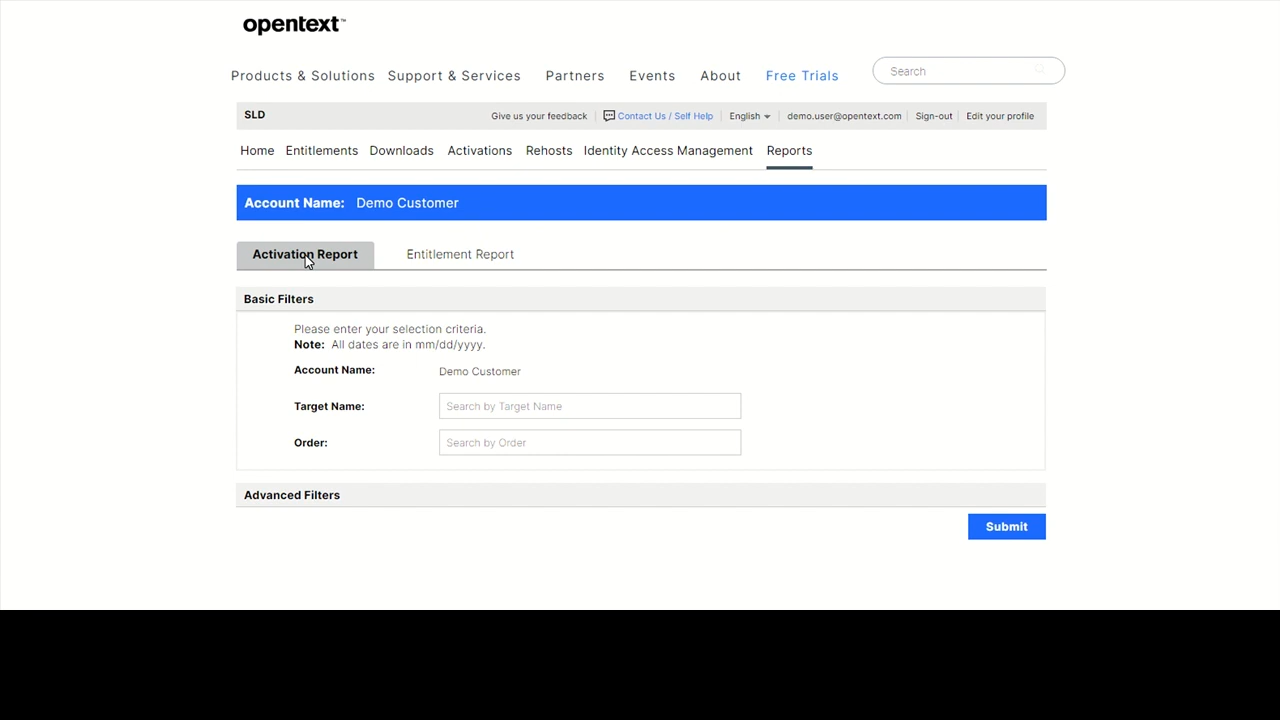 opentext™
Products & Solutions Support & Services Partners Events About Free Trials Search
SLD Give us your feedback Contact Us / Self Help English demo.user@opentext.com Sign-out Edit your profile
Home Entitlements Downloads Activations Rehosts Identity Access Management Reports
Account Name: Demo Customer
Activation Report Entitlement Report
Basic Filters
Please enter your selection criteria.
Note: All dates are in mm/dd/yyyy.
Account Name: Demo Customer
Target Name: Search by Target Name
Order: Search by Order
Advanced Filters
Submit